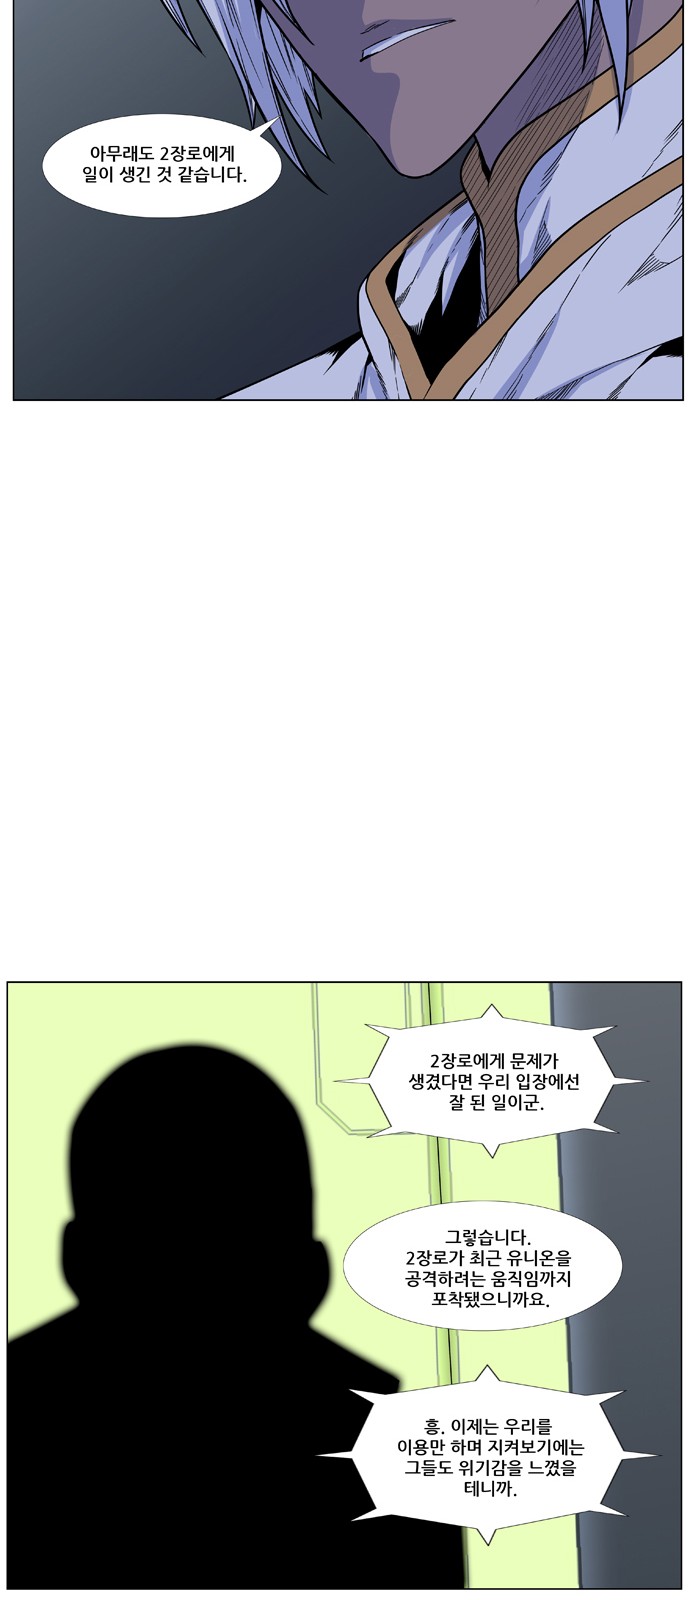 아무래도 2장로에게
일이 생긴 것 같습니다.
2장로에게 문제가
생겼다면 우리 입장에선
잘 된 일이군.
그렇습니다.
2장로가 최근 유니온을
공격하려는 움직임까지
포착됐으니까요.
흥. 이제는 우리를
이용만 하며 지켜보기에는
그들도 위기감을 느꼈을
테니까.